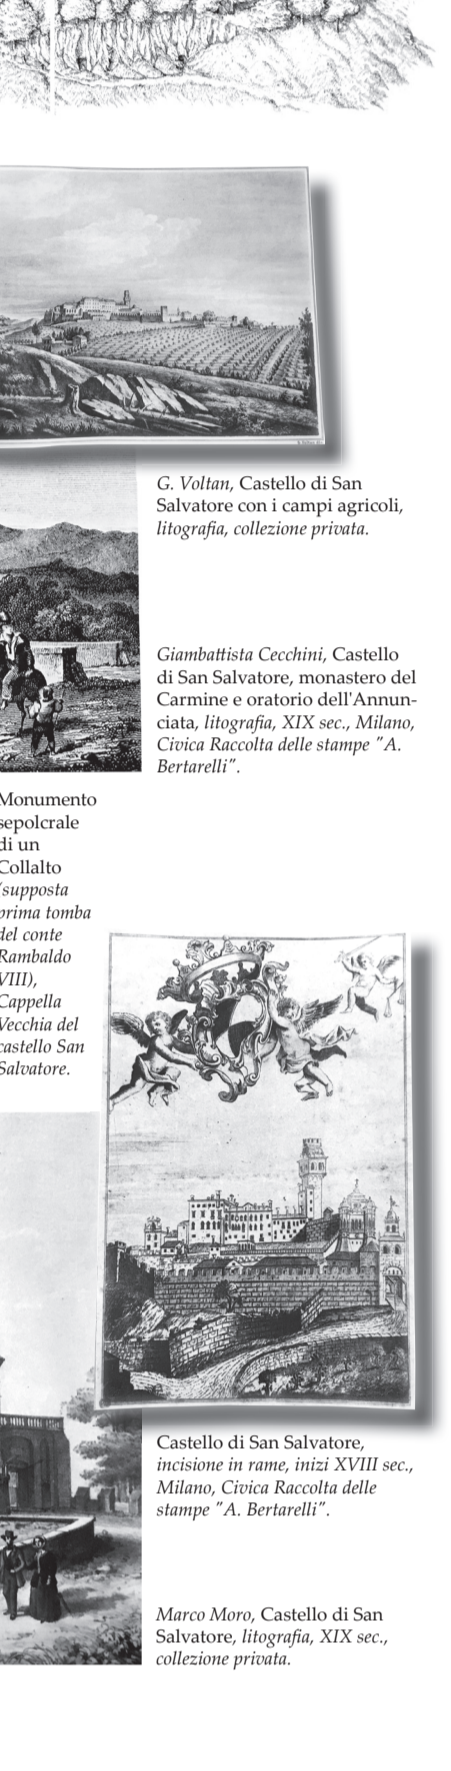 G. Voltan, Castello di San
Salvatore con i campi agricoli,
litografia, collezione privata.
Giambattista Cecchini, Castello
di San Salvatore, monastero del
Carmine e oratorio dell'Annun-
ciata, litografia, XIX sec., Milano,
Civica Raccolta delle stampe "A.
Bertarelli".
Monumento
sepolcrale
di un
Collalto
(supposta
prima tomba
del conte
Rambaldo
VIII),
Cappella
Vecchia del
castello San
Salvatore.
Castello di San Salvatore,
incisione in rame, inizi XVIII sec.,
Milano, Civica Raccolta delle
stampe "A. Bertarelli".
Marco Moro, Castello di San
Salvatore, litografia, XIX sec.,
collezione privata.